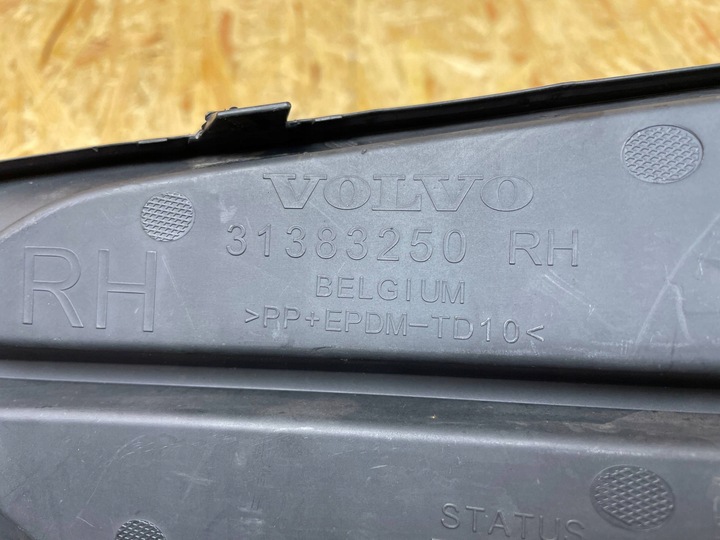 VOLVO
31383250 RH
RH
BELGIUM
>PP+EPDM-TD10<
STATUS